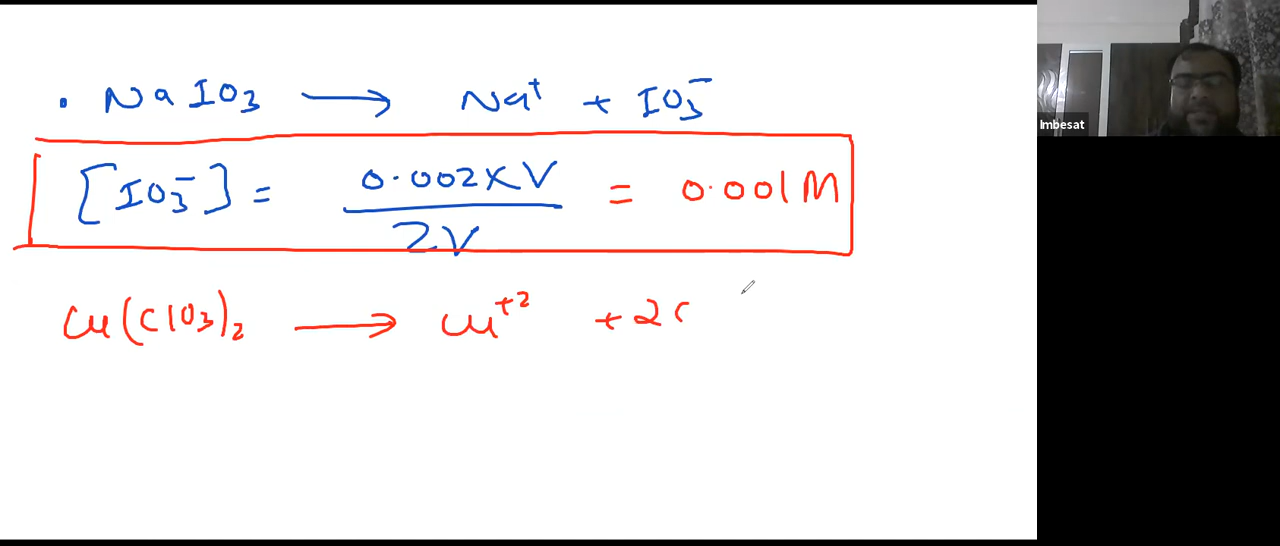 . NaIO3 ⟶ Na+ + IO3-
[IO3-] = 0.002×V / 2V = 0.001M
Cu(ClO3)2 ⟶ Cu+2 + 2C
Imbesat